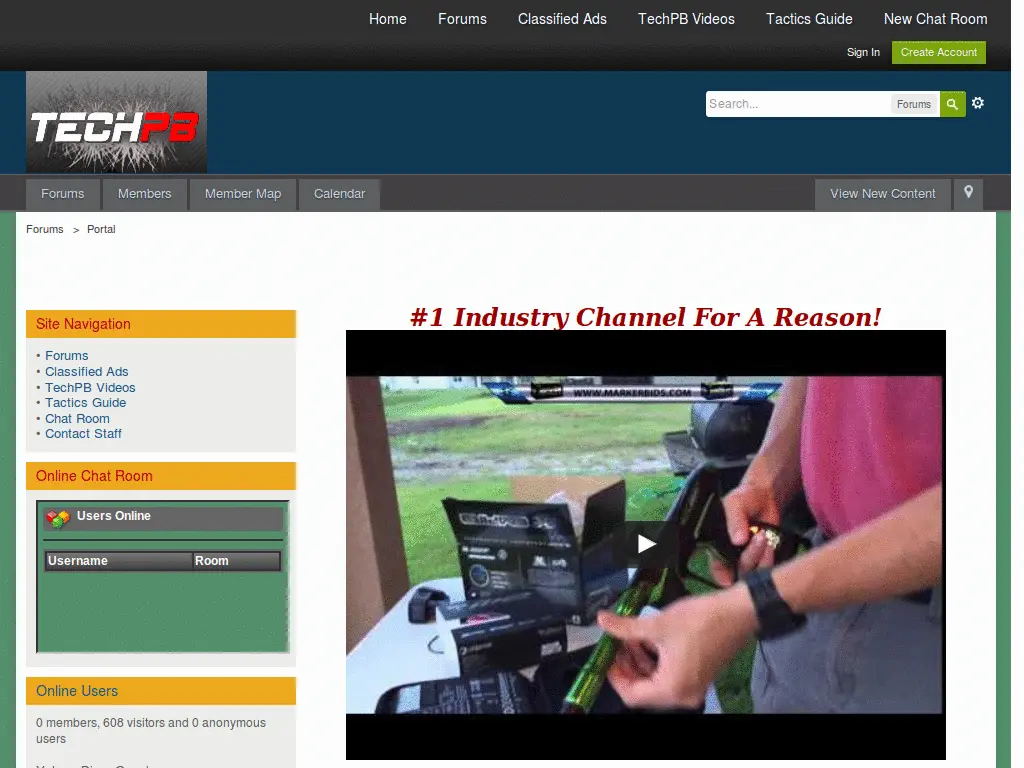 Home Forums Classified Ads TechPB Videos Tactics Guide New Chat Room
Sign In Create Account
TECHPB
Search... Forums
Forums Members Member Map Calendar View New Content
Forums > Portal
#1 Industry Channel For A Reason!
Site Navigation
• Forums
• Classified Ads
• TechPB Videos
• Tactics Guide
• Chat Room
• Contact Staff
WWW.MARKERBIDS.COM
Online Chat Room
Users Online
Username Room
Online Users
0 members, 608 visitors and 0 anonymous
users